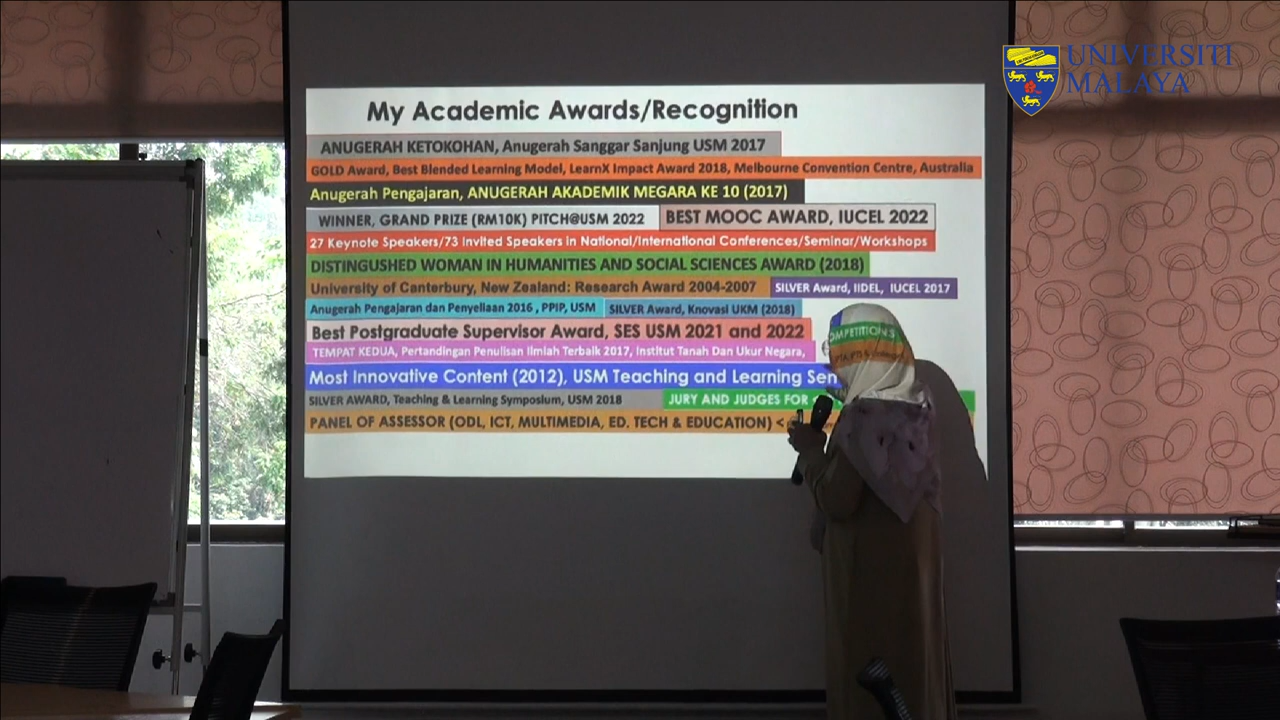 UNIVERSITI
MALAYA
My Academic Awards/Recognition
ANUGERAH KETOKOHAN, Anugerah Sanggar Sanjung USM 2017
GOLD Award, Best Blended Learning Model, LearnX Impact Award 2018, Melbourne Convention Centre, Australia
Anugerah Pengajaran, ANUGERAH AKADEMIK MEGARA KE 10 (2017)
WINNER, GRAND PRIZE (RM10K) PITCH@USM 2022 BEST MOOC AWARD, IUCEL 2022
27 Keynote Speakers/73 Invited Speakers in National/International Conferences/Seminar/Workshops
DISTINGUSHED WOMAN IN HUMANITIES AND SOCIAL SCIENCES AWARD (2018)
University of Canterbury, New Zealand: Research Award 2004-2007 SILVER Award, IIDEL, IUCEL 2017
Anugerah Pengajaran dan Penyeliaan 2016 , PPIP, USM SILVER Award, Knovasi UKM (2018)
Best Postgraduate Supervisor Award, SES USM 2021 and 2022 OMPETITIONS
TEMPAT KEDUA, Pertandingan Penulisan Ilmiah Terbaik 2017, Institut Tanah Dan Ukur Negara,
Most Innovative Content (2012), USM Teaching and Learning Sem
SILVER AWARD, Teaching & Learning Symposium, USM 2018 JURY AND JUDGES FOR
PANEL OF ASSESSOR (ODL, ICT, MULTIMEDIA, ED. TECH & EDUCATION) <